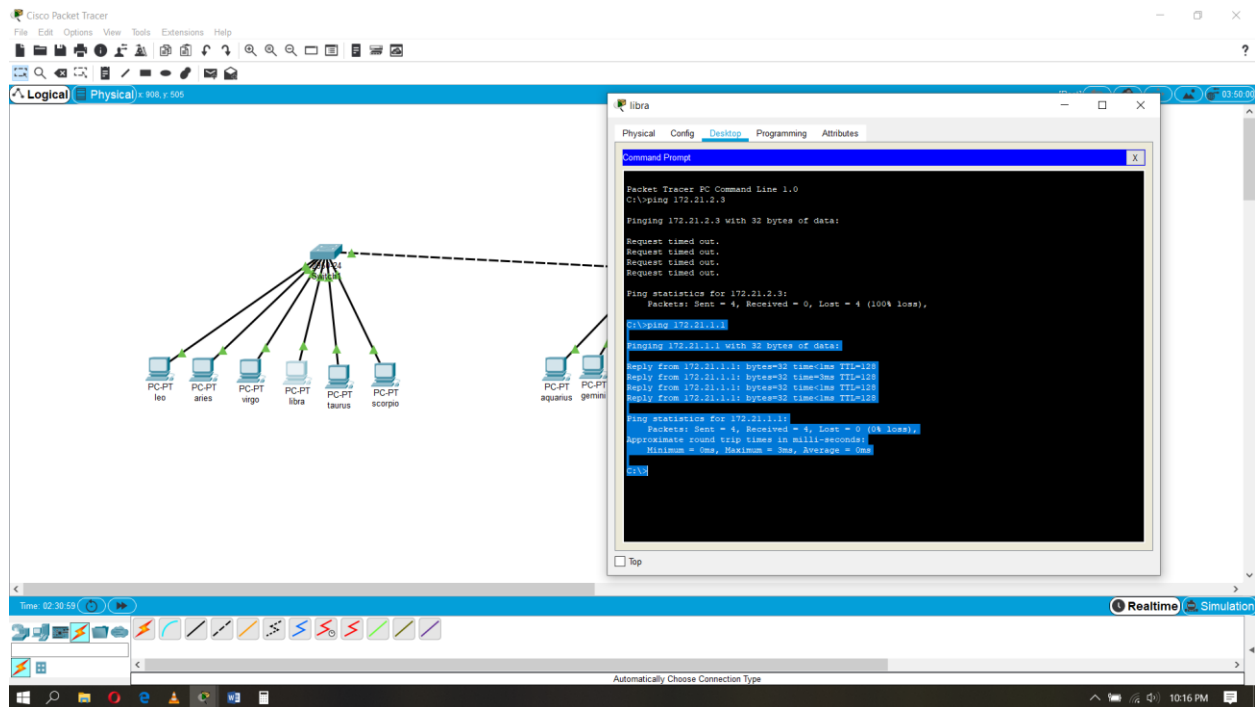 Cisco Packet Tracer
File Edit Options View Tools Extensions Help
?
Logical Physical x: 908, y: 505
03:50:00
libra
Physical Config Desktop Programming Attributes
Command Prompt X
Packet Tracer PC Command Line 1.0
C:\>ping 172.21.2.3
Pinging 172.21.2.3 with 32 bytes of data:
Request timed out.
Request timed out.
Request timed out.
Request timed out.
Ping statistics for 172.21.2.3:
Packets: Sent = 4, Received = 0, Lost = 4 (100% loss),
C:\>ping 172.21.1.1
Pinging 172.21.1.1 with 32 bytes of data:
Reply from 172.21.1.1: bytes=32 time<1ms TTL=128
Reply from 172.21.1.1: bytes=32 time=3ms TTL=128
Reply from 172.21.1.1: bytes=32 time<1ms TTL=128
Reply from 172.21.1.1: bytes=32 time<1ms TTL=128
Ping statistics for 172.21.1.1:
Packets: Sent = 4, Received = 4, Lost = 0 (0% loss),
Approximate round trip times in milli-seconds:
Minimum = 0ms, Maximum = 3ms, Average = 0ms
C:\>
Top
PC-PT
leo
PC-PT
aries
PC-PT
virgo
PC-PT
libra
PC-PT
taurus
PC-PT
scorpio
PC-PT
aquarius
PC-PT
gemini
Time: 02:30:59
Realtime Simulation
Automatically Choose Connection Type
10:16 PM